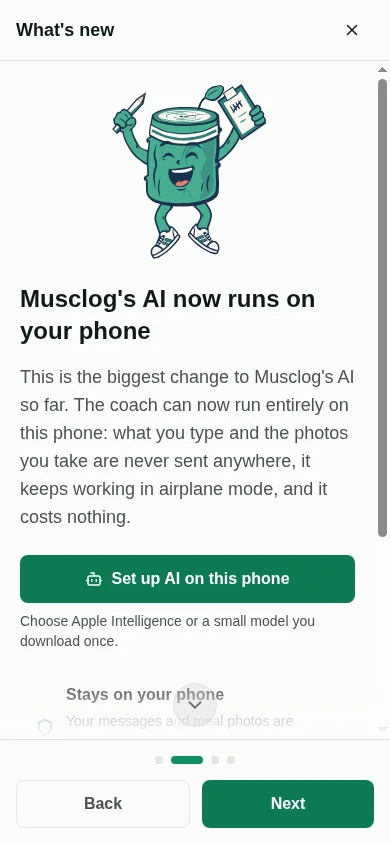 What's new
Musclog's AI now runs on
your phone
This is the biggest change to Musclog's AI
so far. The coach can now run entirely on
this phone: what you type and the photos
you take are never sent anywhere, it
keeps working in airplane mode, and it
costs nothing.
Set up AI on this phone
Choose Apple Intelligence or a small model you
download once.
Stays on your phone
Your messages and meal photos are
Back
Next